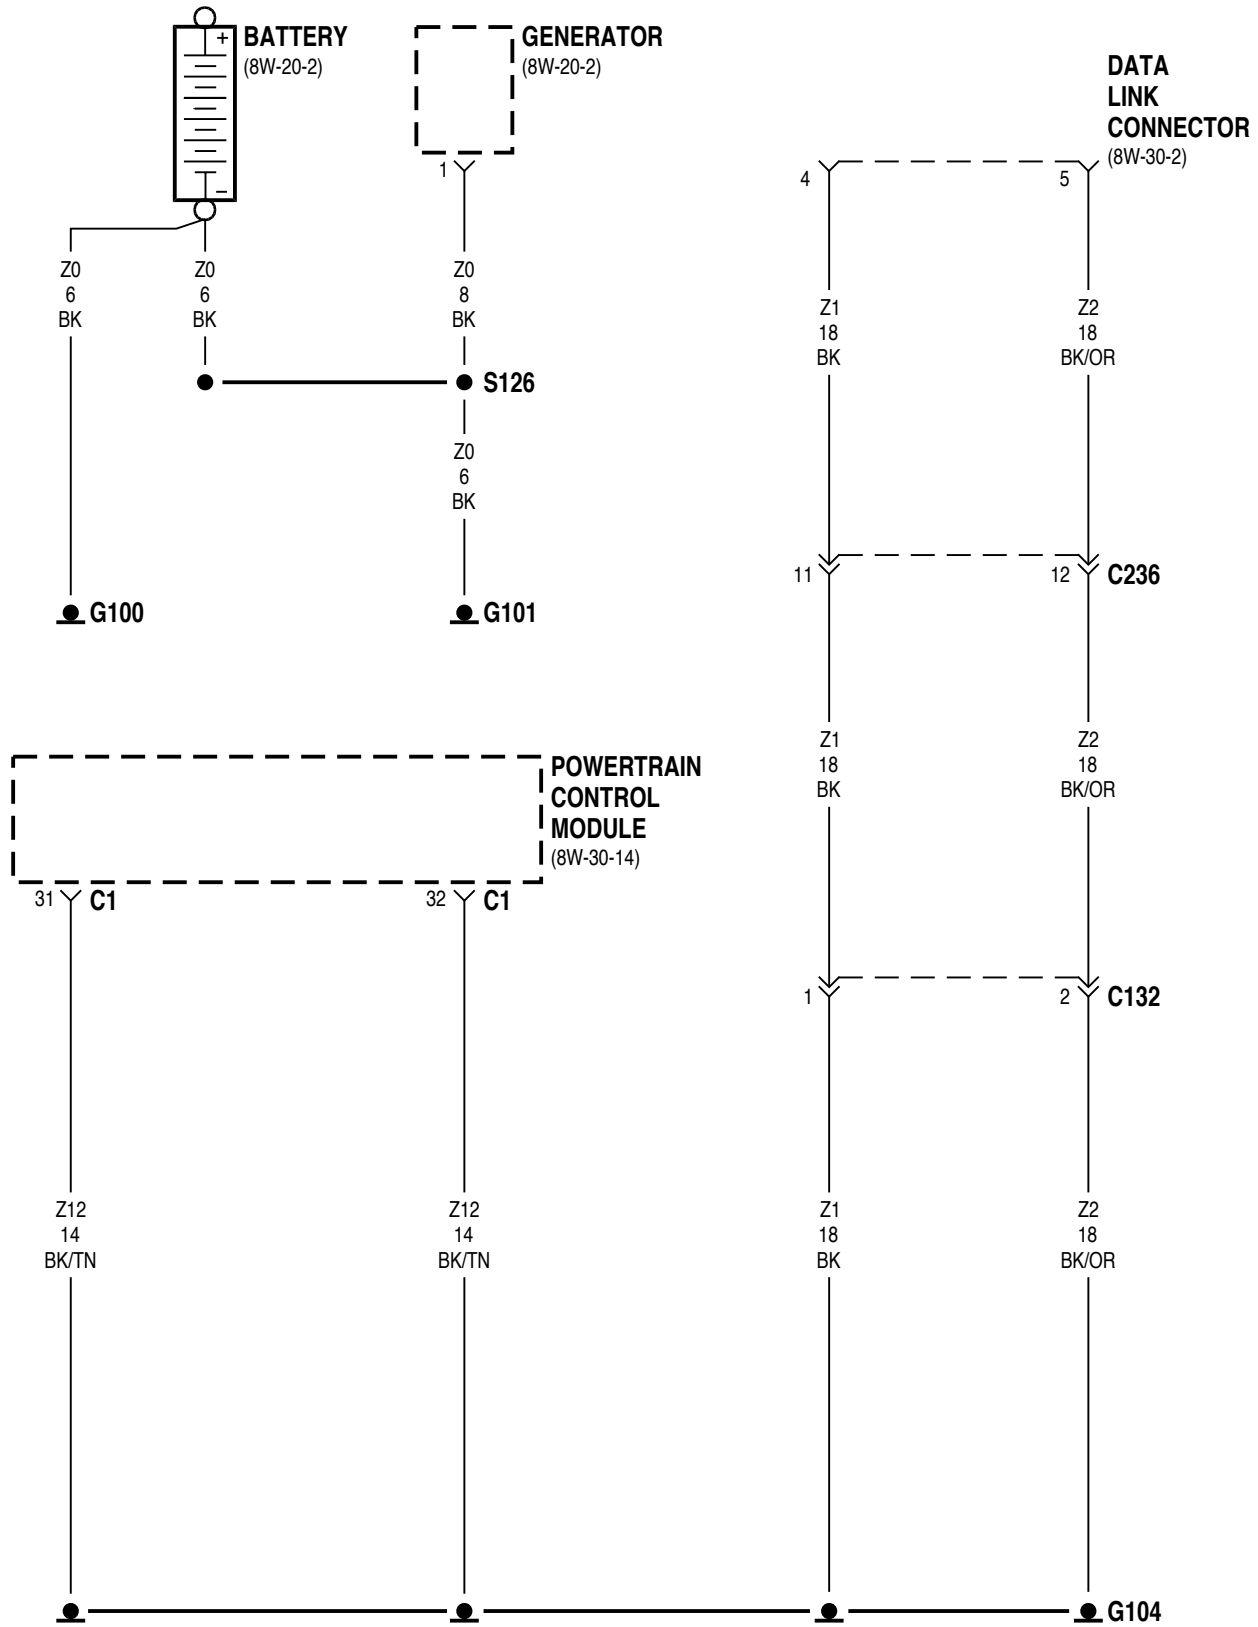 +
BATTERY
(8W-20-2)
–
GENERATOR
(8W-20-2)
1
DATA
LINK
CONNECTOR
(8W-30-2)
4
5
Z0
6
BK
Z0
6
BK
Z0
8
BK
Z1
18
BK
Z2
18
BK/OR
S126
Z0
6
BK
11
12
C236
G100
G101
Z1
18
BK
Z2
18
BK/OR
POWERTRAIN
CONTROL
MODULE
(8W-30-14)
31
C1
32
C1
1
2
C132
Z12
14
BK/TN
Z12
14
BK/TN
Z1
18
BK
Z2
18
BK/OR
G104